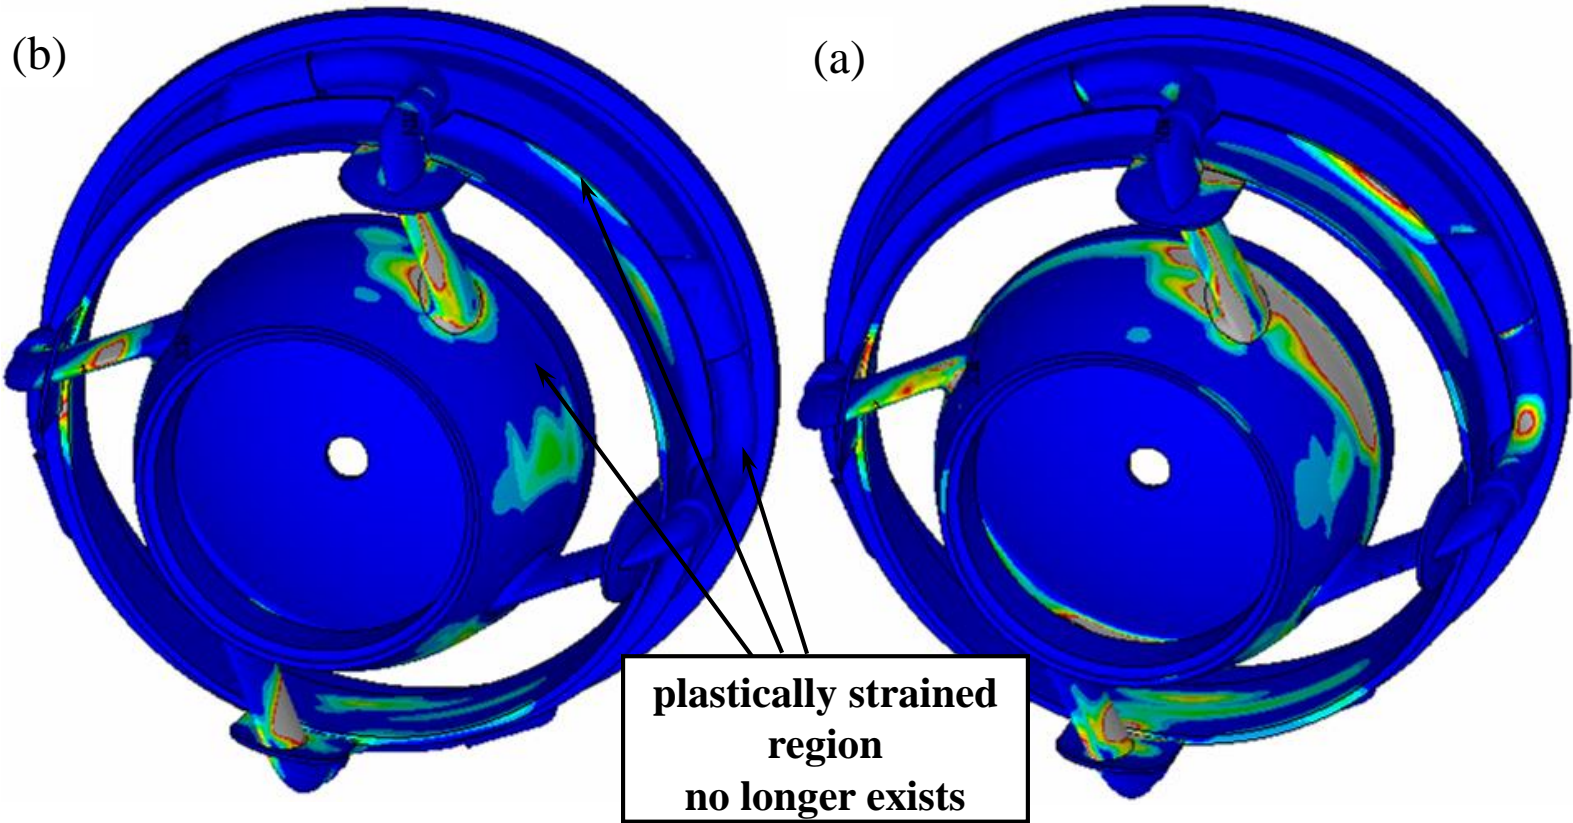 (b)
(a)
plastically strained
region
no longer exists